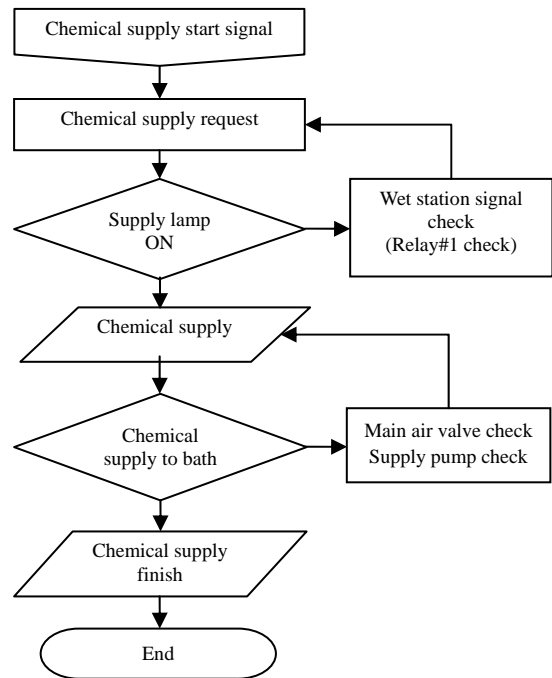 Chemical supply start signal
Chemical supply request
Supply lamp
ON
Wet station signal
check
(Relay#1 check)
Chemical supply
Chemical
supply to bath
Main air valve check
Supply pump check
Chemical supply
finish
End